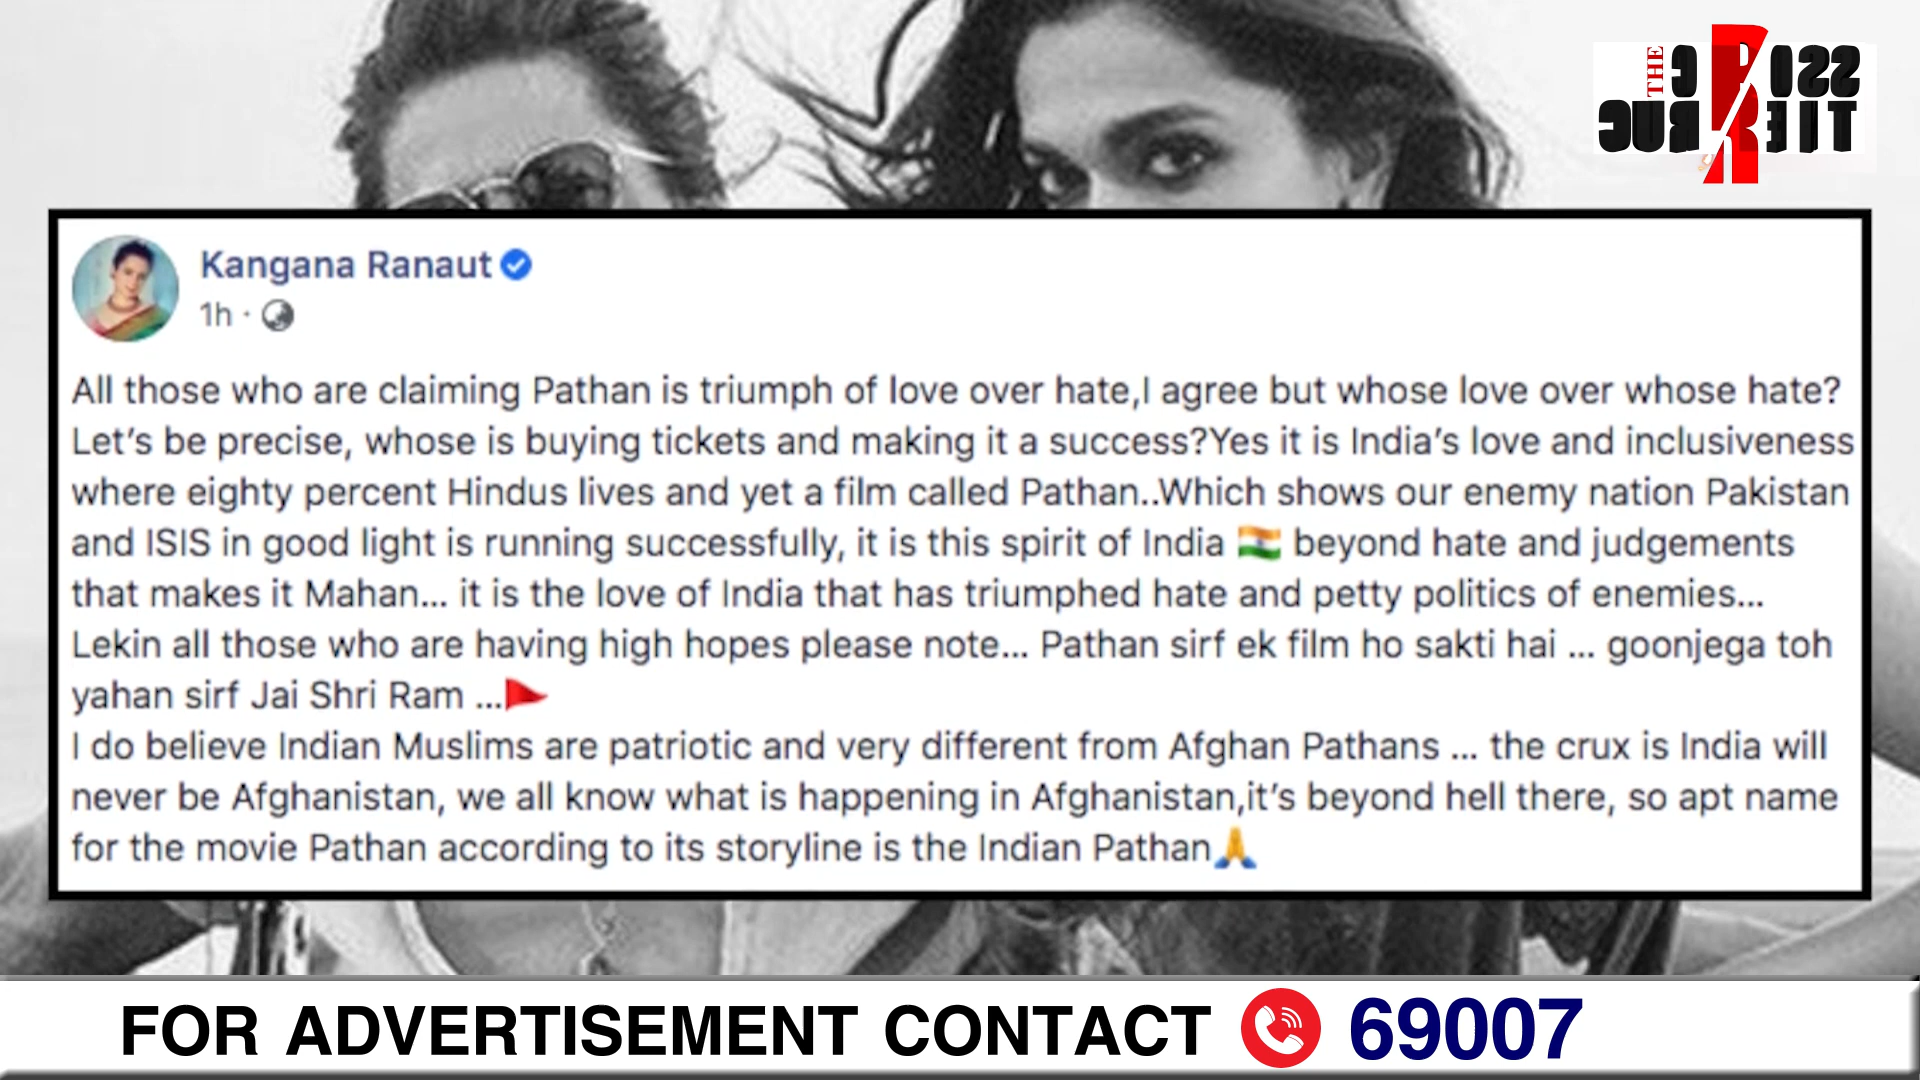 THE CRISS
CURRENT
Kangana Ranaut
1h ·
All those who are claiming Pathan is triumph of love over hate,I agree but whose love over whose hate?
Let's be precise, whose is buying tickets and making it a success?Yes it is India's love and inclusiveness
where eighty percent Hindus lives and yet a film called Pathan..Which shows our enemy nation Pakistan
and ISIS in good light is running successfully, it is this spirit of India 🇮🇳 beyond hate and judgements
that makes it Mahan... it is the love of India that has triumphed hate and petty politics of enemies...
Lekin all those who are having high hopes please note... Pathan sirf ek film ho sakti hai ... goonjega toh
yahan sirf Jai Shri Ram ...🚩
I do believe Indian Muslims are patriotic and very different from Afghan Pathans ... the crux is India will
never be Afghanistan, we all know what is happening in Afghanistan,it's beyond hell there, so apt name
for the movie Pathan according to its storyline is the Indian Pathan🙏
FOR ADVERTISEMENT CONTACT 69007